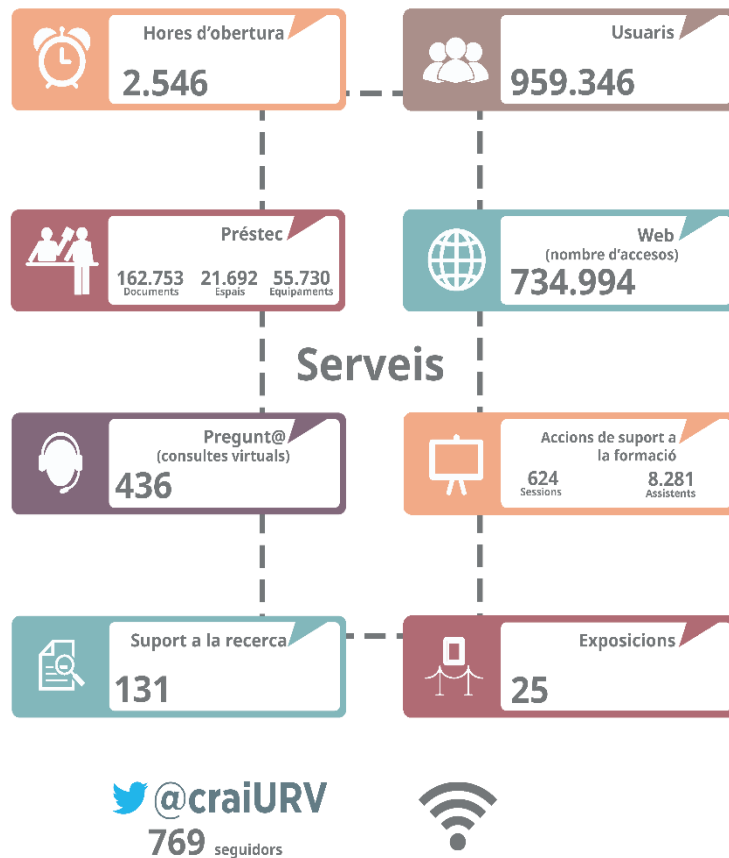 Hores d'obertura
2.546
Usuaris
959.346
Préstec
162.753 21.692 55.730
Documents Espais Equipaments
Web
(nombre d'accesos)
734.994
Serveis
Pregunt@
(consultes virtuals)
436
Accions de suport a
la formació
624 8.281
Sessions Assistents
Suport a la recerca
131
Exposicions
25
@craiURV
769 seguidors